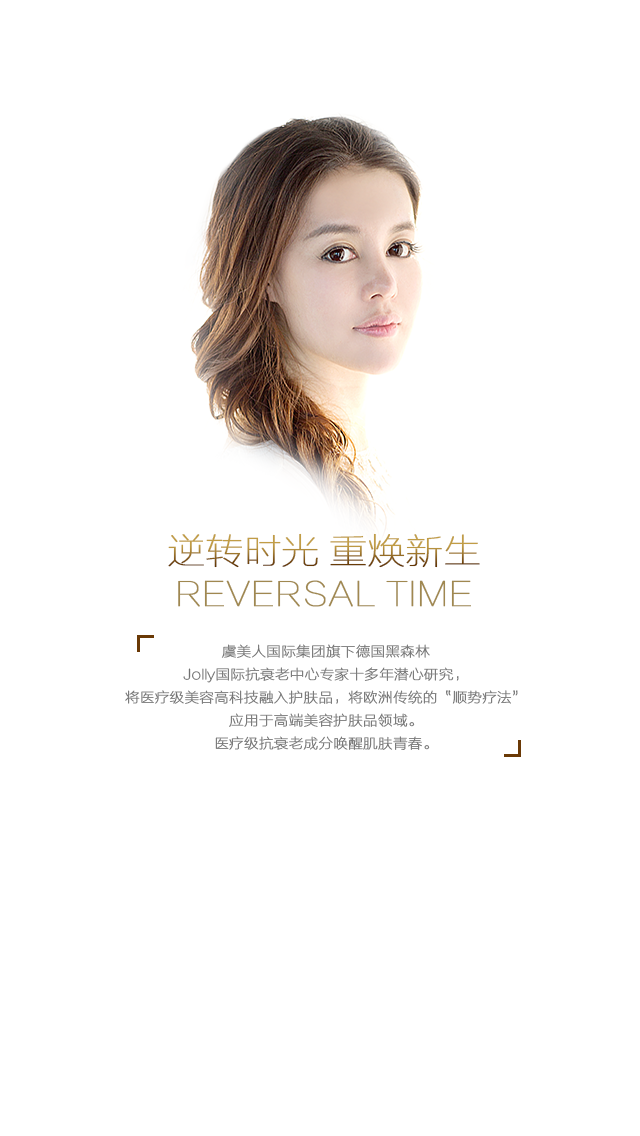 逆转时光 重焕新生
REVERSAL TIME
虞美人国际集团旗下德国黑森林
Jolly国际抗衰老中心专家十多年潜心研究，
将医疗级美容高科技融入护肤品，将欧洲传统的“顺势疗法”
应用于高端美容护肤品领域。
医疗级抗衰老成分唤醒肌肤青春。